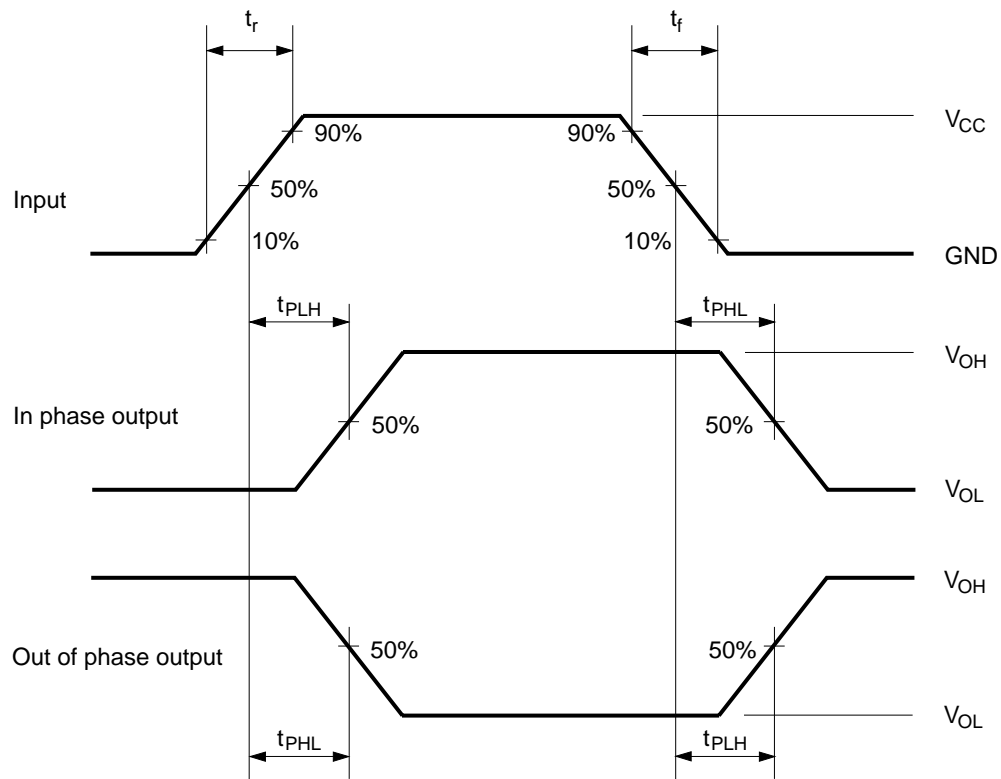 tr
tf
90%
90%
VCC
Input
50%
50%
10%
10%
GND
tPLH
tPHL
VOH
In phase output
50%
50%
VOL
VOH
Out of phase output
50%
50%
VOL
tPHL
tPLH